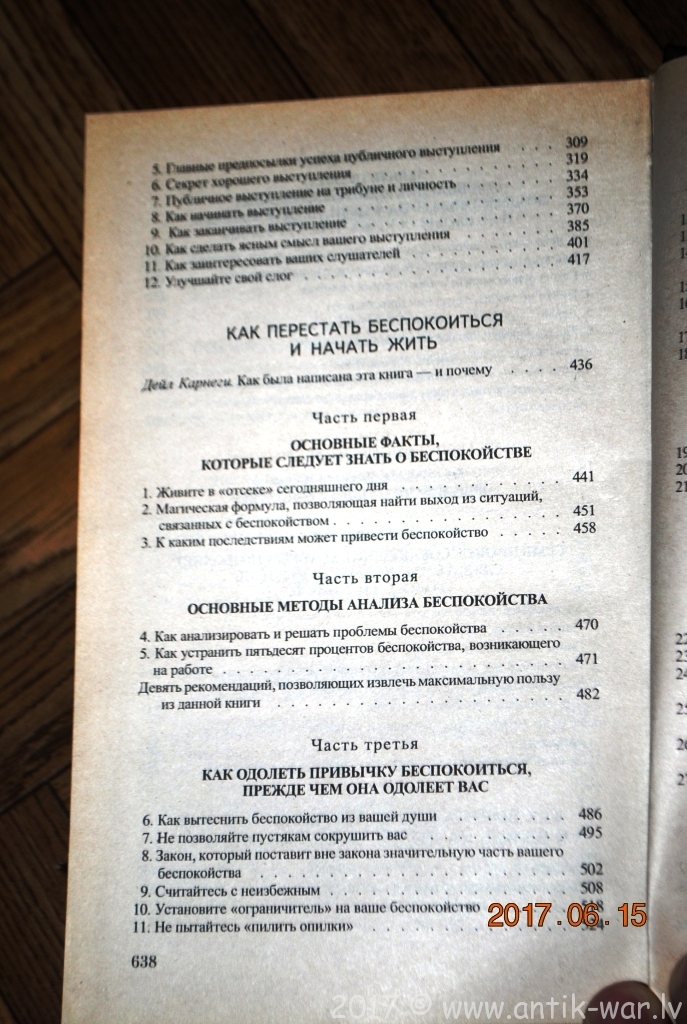 5. Главные предпосылки успеха публичного выступления . . . 309
6. Секрет хорошего выступления . . . . . . . . . . . . . 319
7. Публичное выступление на трибуне и личность . . . . . . 334
8. Как начинать выступление . . . . . . . . . . . . . . . 353
9. Как заканчивать выступление . . . . . . . . . . . . . 370
10. Как сделать ясным смысл вашего выступления . . . . . . 385
11. Как заинтересовать ваших слушателей . . . . . . . . . 401
12. Улучшайте свой слог . . . . . . . . . . . . . . . . . 417
КАК ПЕРЕСТАТЬ БЕСПОКОИТЬСЯ
И НАЧАТЬ ЖИТЬ
Дейл Карнеги. Как была написана эта книга — и почему . . . . 436
Часть первая
ОСНОВНЫЕ ФАКТЫ,
КОТОРЫЕ СЛЕДУЕТ ЗНАТЬ О БЕСПОКОЙСТВЕ
1. Живите в «отсеке» сегодняшнего дня . . . . . . . . . . 441
2. Магическая формула, позволяющая найти выход из ситуаций,
связанных с беспокойством . . . . . . . . . . . . . . 451
3. К каким последствиям может привести беспокойство . . . . 458
Часть вторая
ОСНОВНЫЕ МЕТОДЫ АНАЛИЗА БЕСПОКОЙСТВА
4. Как анализировать и решать проблемы беспокойства . . . . . 470
5. Как устранить пятьдесят процентов беспокойства, возникающего
на работе . . . . . . . . . . . . . . . . . . . . . . 471
Девять рекомендаций, позволяющих извлечь максимальную пользу
из данной книги . . . . . . . . . . . . . . . . . . . 482
Часть третья
КАК ОДОЛЕТЬ ПРИВЫЧКУ БЕСПОКОИТЬСЯ,
ПРЕЖДЕ ЧЕМ ОНА ОДОЛЕЕТ ВАС
6. Как вытеснить беспокойство из вашей души . . . . . . . 486
7. Не позволяйте пустякам сокрушить вас . . . . . . . . . 495
8. Закон, который поставит вне закона значительную часть вашего
беспокойства . . . . . . . . . . . . . . . . . . . . 502
9. Считайтесь с неизбежным . . . . . . . . . . . . . . . 508
10. Установите «ограничитель» на ваше беспокойство
11. Не пытайтесь «пилить опилки» . . . . . . . . . . .
2017.06.15
638
2017 © www.antik-war.lv